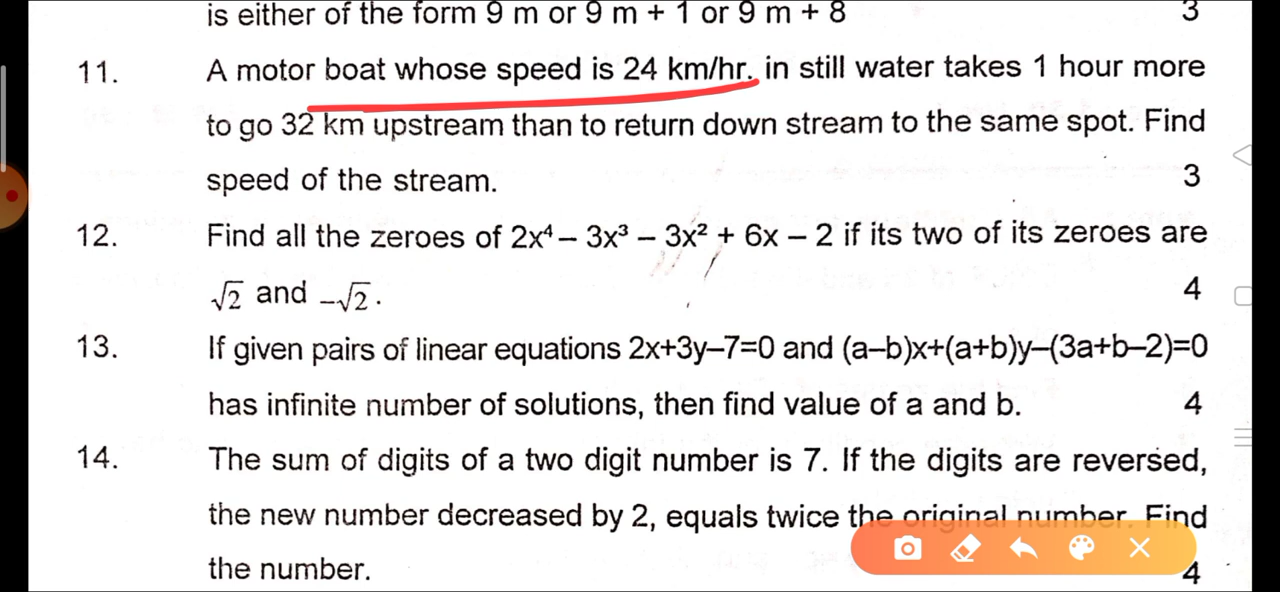 is either of the form 9 m or 9 m + 1 or 9 m + 8 3
11. A motor boat whose speed is 24 km/hr. in still water takes 1 hour more
to go 32 km upstream than to return down stream to the same spot. Find
speed of the stream. 3
12. Find all the zeroes of 2x⁴ – 3x³ – 3x² + 6x – 2 if its two of its zeroes are
√2 and –√2. 4
13. If given pairs of linear equations 2x+3y–7=0 and (a–b)x+(a+b)y–(3a+b–2)=0
has infinite number of solutions, then find value of a and b. 4
14. The sum of digits of a two digit number is 7. If the digits are reversed,
the new number decreased by 2, equals twice the original number. Find
the number. 4